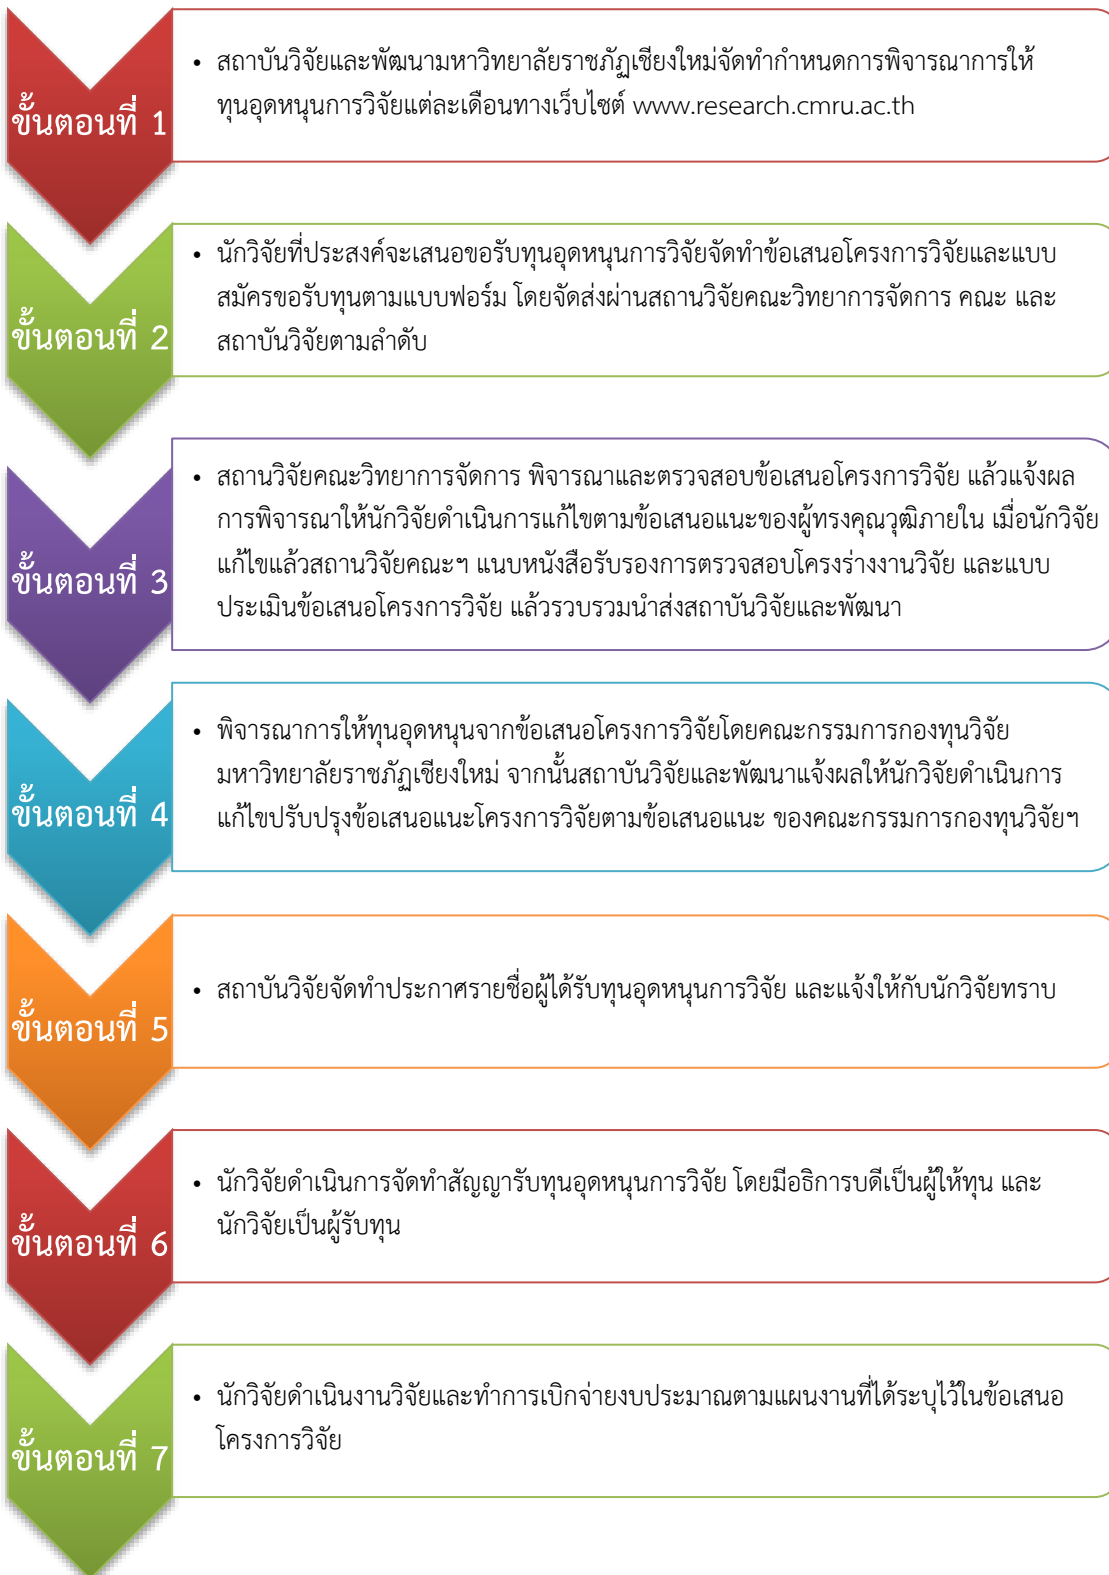 ขั้นตอนที่ 1
• สถาบันวิจัยและพัฒนามหาวิทยาลัยราชภัฏเชียงใหม่จัดทำกำหนดการพิจารณาการให้
ทุนอุดหนุนการวิจัยแต่ละเดือนทางเว็บไซต์ www.research.cmru.ac.th
ขั้นตอนที่ 2
• นักวิจัยที่ประสงค์จะเสนอขอรับทุนอุดหนุนการวิจัยจัดทำข้อเสนอโครงการวิจัยและแบบ
สมัครขอรับทุนตามแบบฟอร์ม โดยจัดส่งผ่านสถานวิจัยคณะวิทยาการจัดการ คณะ และ
สถาบันวิจัยตามลำดับ
ขั้นตอนที่ 3
• สถานวิจัยคณะวิทยาการจัดการ พิจารณาและตรวจสอบข้อเสนอโครงการวิจัย แล้วแจ้งผล
การพิจารณาให้นักวิจัยดำเนินการแก้ไขตามข้อเสนอแนะของผู้ทรงคุณวุฒิภายใน เมื่อนักวิจัย
แก้ไขแล้วสถานวิจัยคณะฯ แนบหนังสือรับรองการตรวจสอบโครงร่างงานวิจัย และแบบ
ประเมินข้อเสนอโครงการวิจัย แล้วรวบรวมนำส่งสถาบันวิจัยและพัฒนา
ขั้นตอนที่ 4
• พิจารณาการให้ทุนอุดหนุนจากข้อเสนอโครงการวิจัยโดยคณะกรรมการกองทุนวิจัย
มหาวิทยาลัยราชภัฏเชียงใหม่ จากนั้นสถาบันวิจัยและพัฒนาแจ้งผลให้นักวิจัยดำเนินการ
แก้ไขปรับปรุงข้อเสนอแนะโครงการวิจัยตามข้อเสนอแนะ ของคณะกรรมการกองทุนวิจัยฯ
ขั้นตอนที่ 5
• สถาบันวิจัยจัดทำประกาศรายชื่อผู้ได้รับทุนอุดหนุนการวิจัย และแจ้งให้กับนักวิจัยทราบ
ขั้นตอนที่ 6
• นักวิจัยดำเนินการจัดทำสัญญารับทุนอุดหนุนการวิจัย โดยมีอธิการบดีเป็นผู้ให้ทุน และ
นักวิจัยเป็นผู้รับทุน
ขั้นตอนที่ 7
• นักวิจัยดำเนินงานวิจัยและทำการเบิกจ่ายงบประมาณตามแผนงานที่ได้ระบุไว้ในข้อเสนอ
โครงการวิจัย